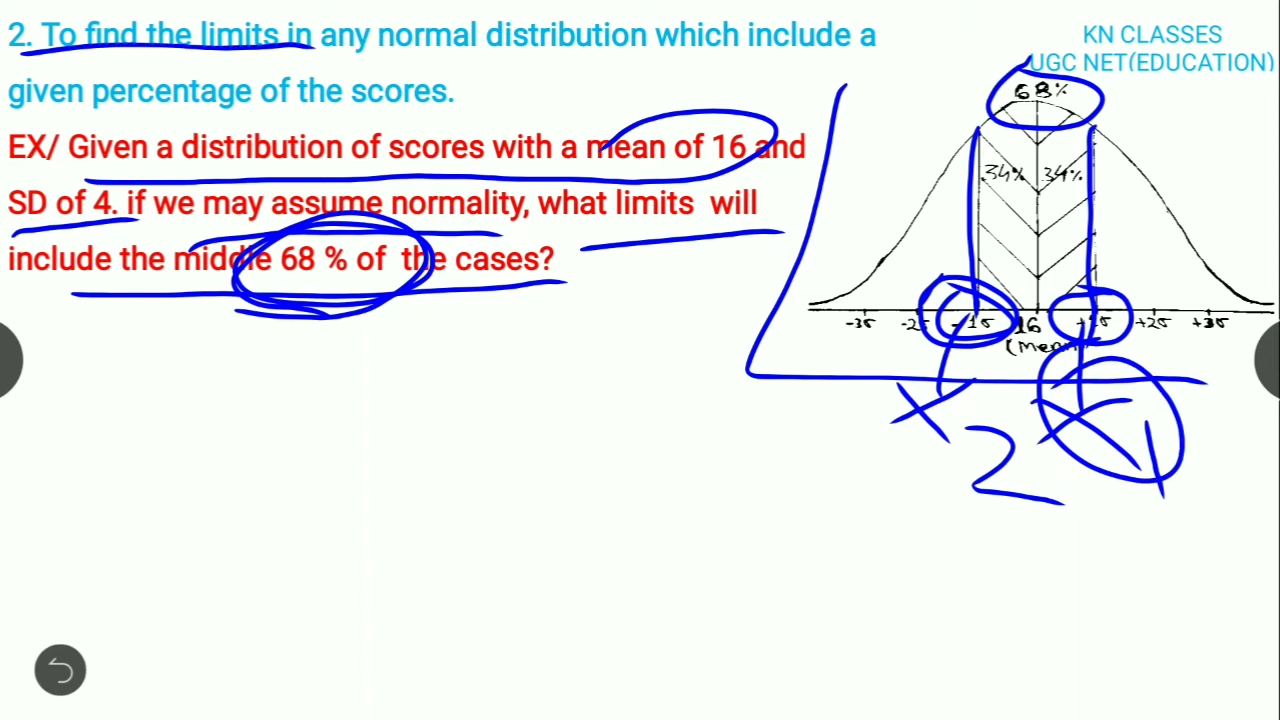 2. To find the limits in any normal distribution which include a
given percentage of the scores.
KN CLASSES
UGC NET(EDUCATION)
EX/ Given a distribution of scores with a mean of 16 and
SD of 4. if we may assume normality, what limits will
include the middle 68 % of the cases?
68%
34% 34%
-3σ -2σ -1σ 16 +1σ +2σ +3σ
(Mean)
X2 X1